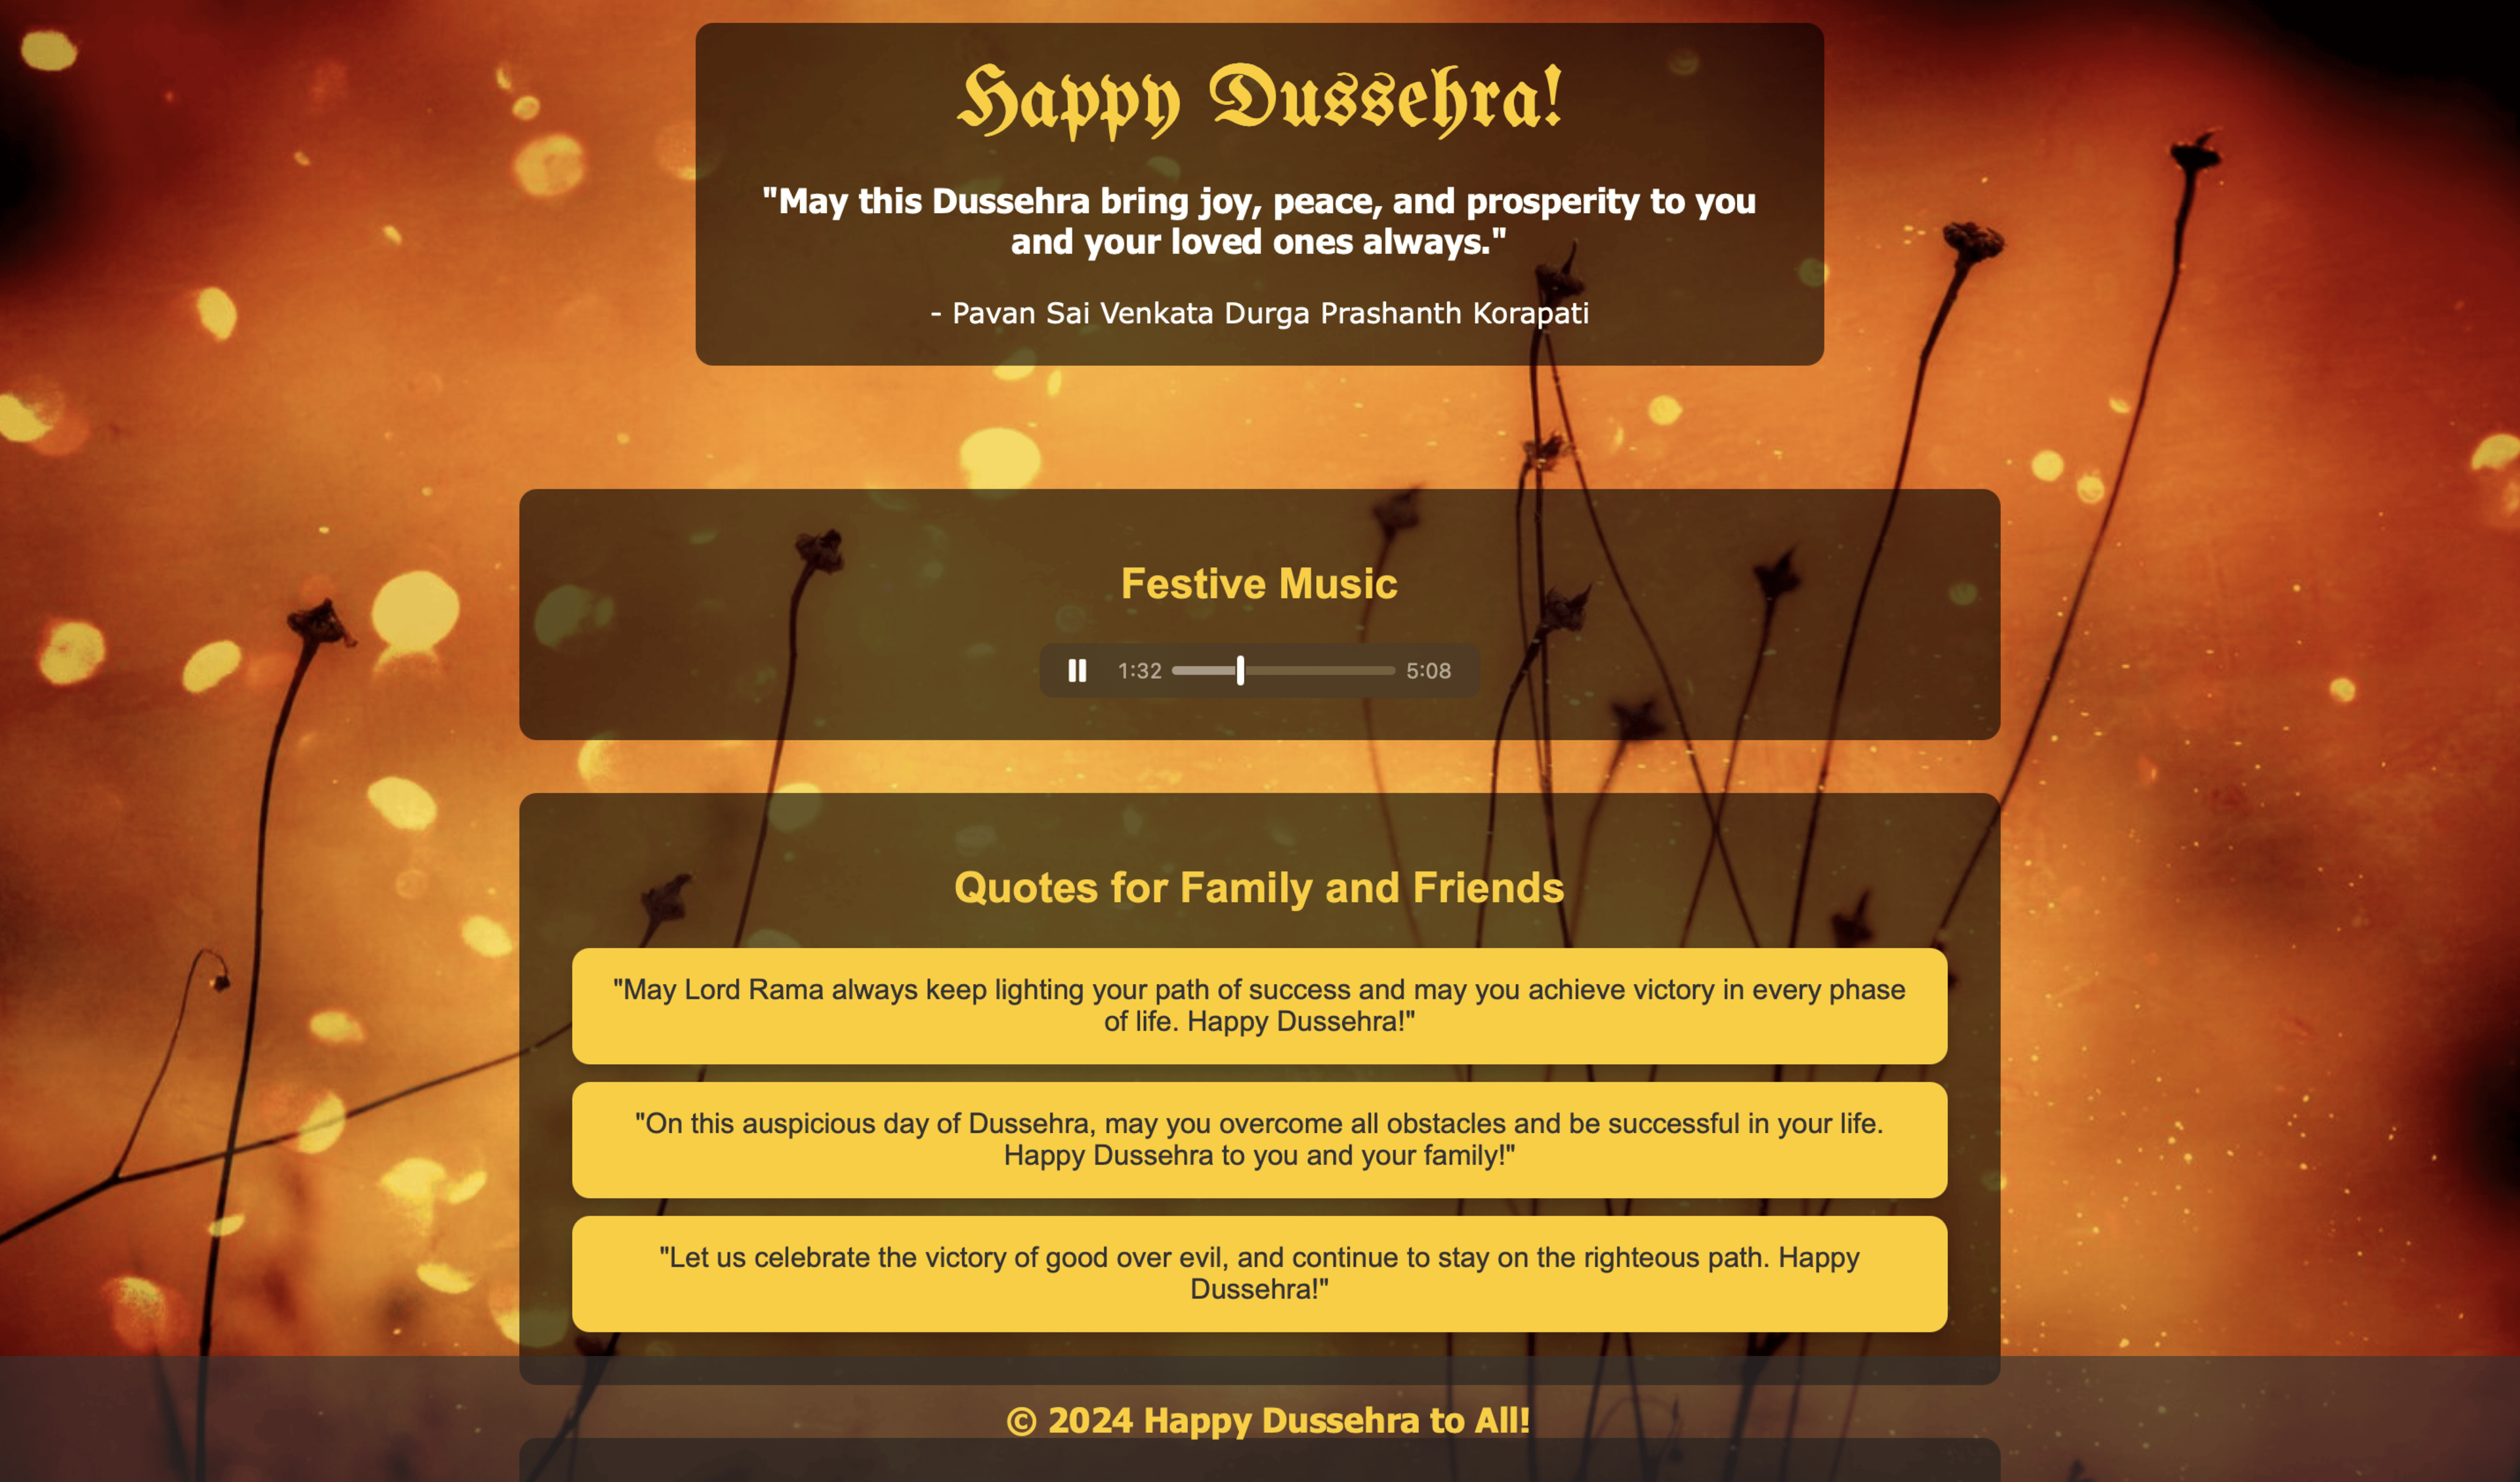 Happy Dussehra!
"May this Dussehra bring joy, peace, and prosperity to you
and your loved ones always."
- Pavan Sai Venkata Durga Prashanth Korapati
Festive Music
1:32
5:08
Quotes for Family and Friends
"May Lord Rama always keep lighting your path of success and may you achieve victory in every phase
of life. Happy Dussehra!"
"On this auspicious day of Dussehra, may you overcome all obstacles and be successful in your life.
Happy Dussehra to you and your family!"
"Let us celebrate the victory of good over evil, and continue to stay on the righteous path. Happy
Dussehra!"
© 2024 Happy Dussehra to All!